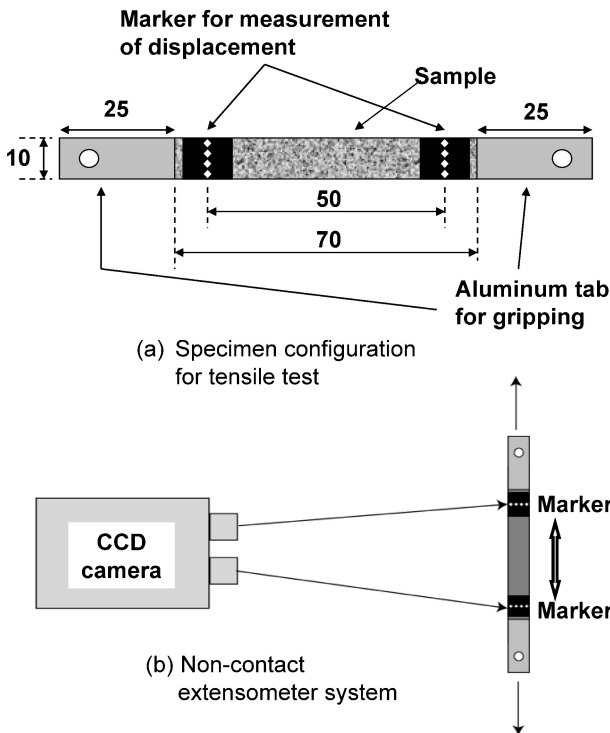 Marker for measurement
of displacement
Sample
25
25
10
50
70
Aluminum tab
for gripping
(a) Specimen configuration
for tensile test
Marker
CCD
camera
Marker
(b) Non-contact
extensometer system